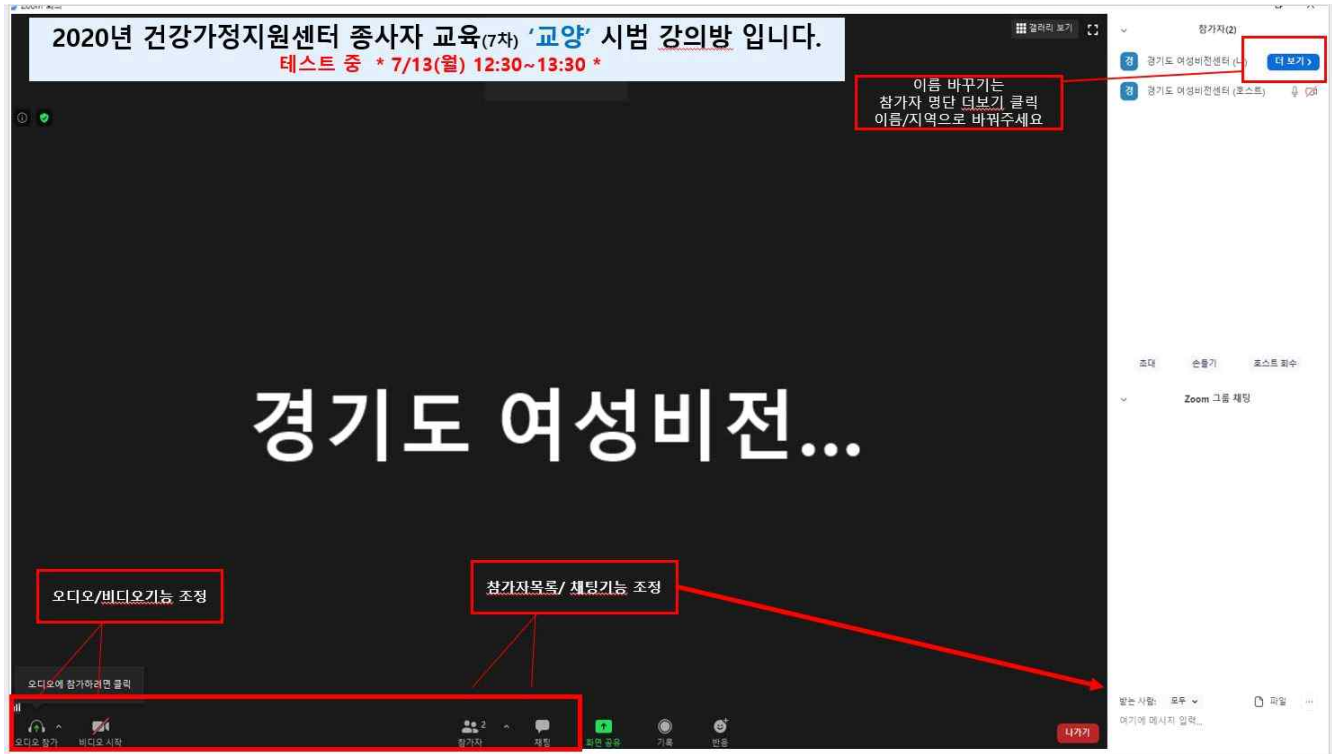 Zoom 회의
2020년 건강가정지원센터 종사자 교육(7차) ‘교양’ 시범 강의방 입니다.
테스트 중 * 7/13(월) 12:30~13:30 *
갤러리 보기
참가자(2)
경 경기도 여성비전센터 (나)
더 보기 >
경 경기도 여성비전센터 (호스트)
이름 바꾸기는
참가자 명단 더보기 클릭
이름/지역으로 바꿔주세요
초대 손들기 호스트 회수
Zoom 그룹 채팅
경기도 여성비전...
오디오/비디오기능 조정
참가자목록/ 채팅기능 조정
오디오에 참가하려면 클릭
받는 사람: 모두 파일 ...
여기에 메시지 입력...
2
오디오 참가 비디오 시작 참가자 채팅 화면 공유 기록 반응 나가기